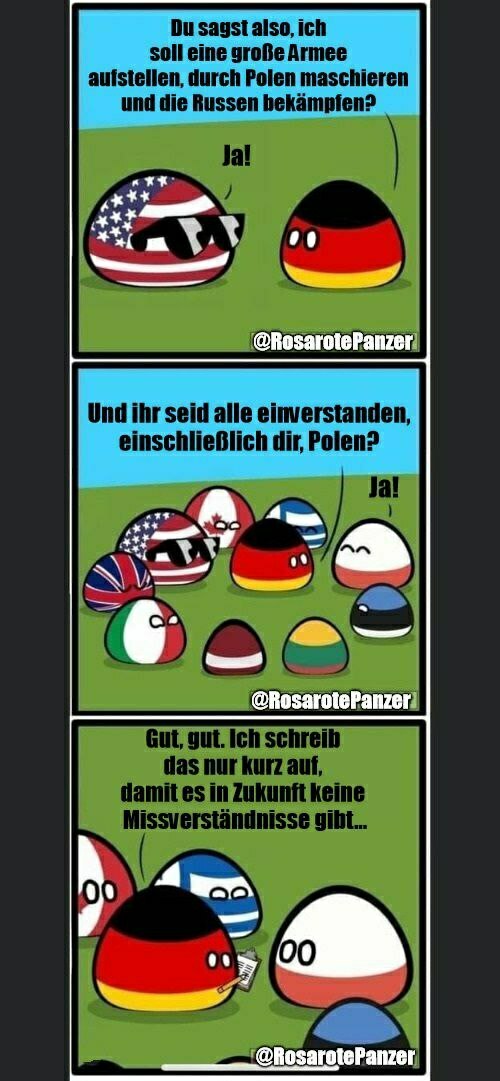 Du sagst also, ich
soll eine große Armee
aufstellen, durch Polen maschieren
und die Russen bekämpfen?
Ja!
@RosarotePanzer
Und ihr seid alle einverstanden,
einschließlich dir, Polen?
Ja!
@RosarotePanzer
Gut, gut. Ich schreib
das nur kurz auf,
damit es in Zukunft keine
Missverständnisse gibt...
@RosarotePanzer